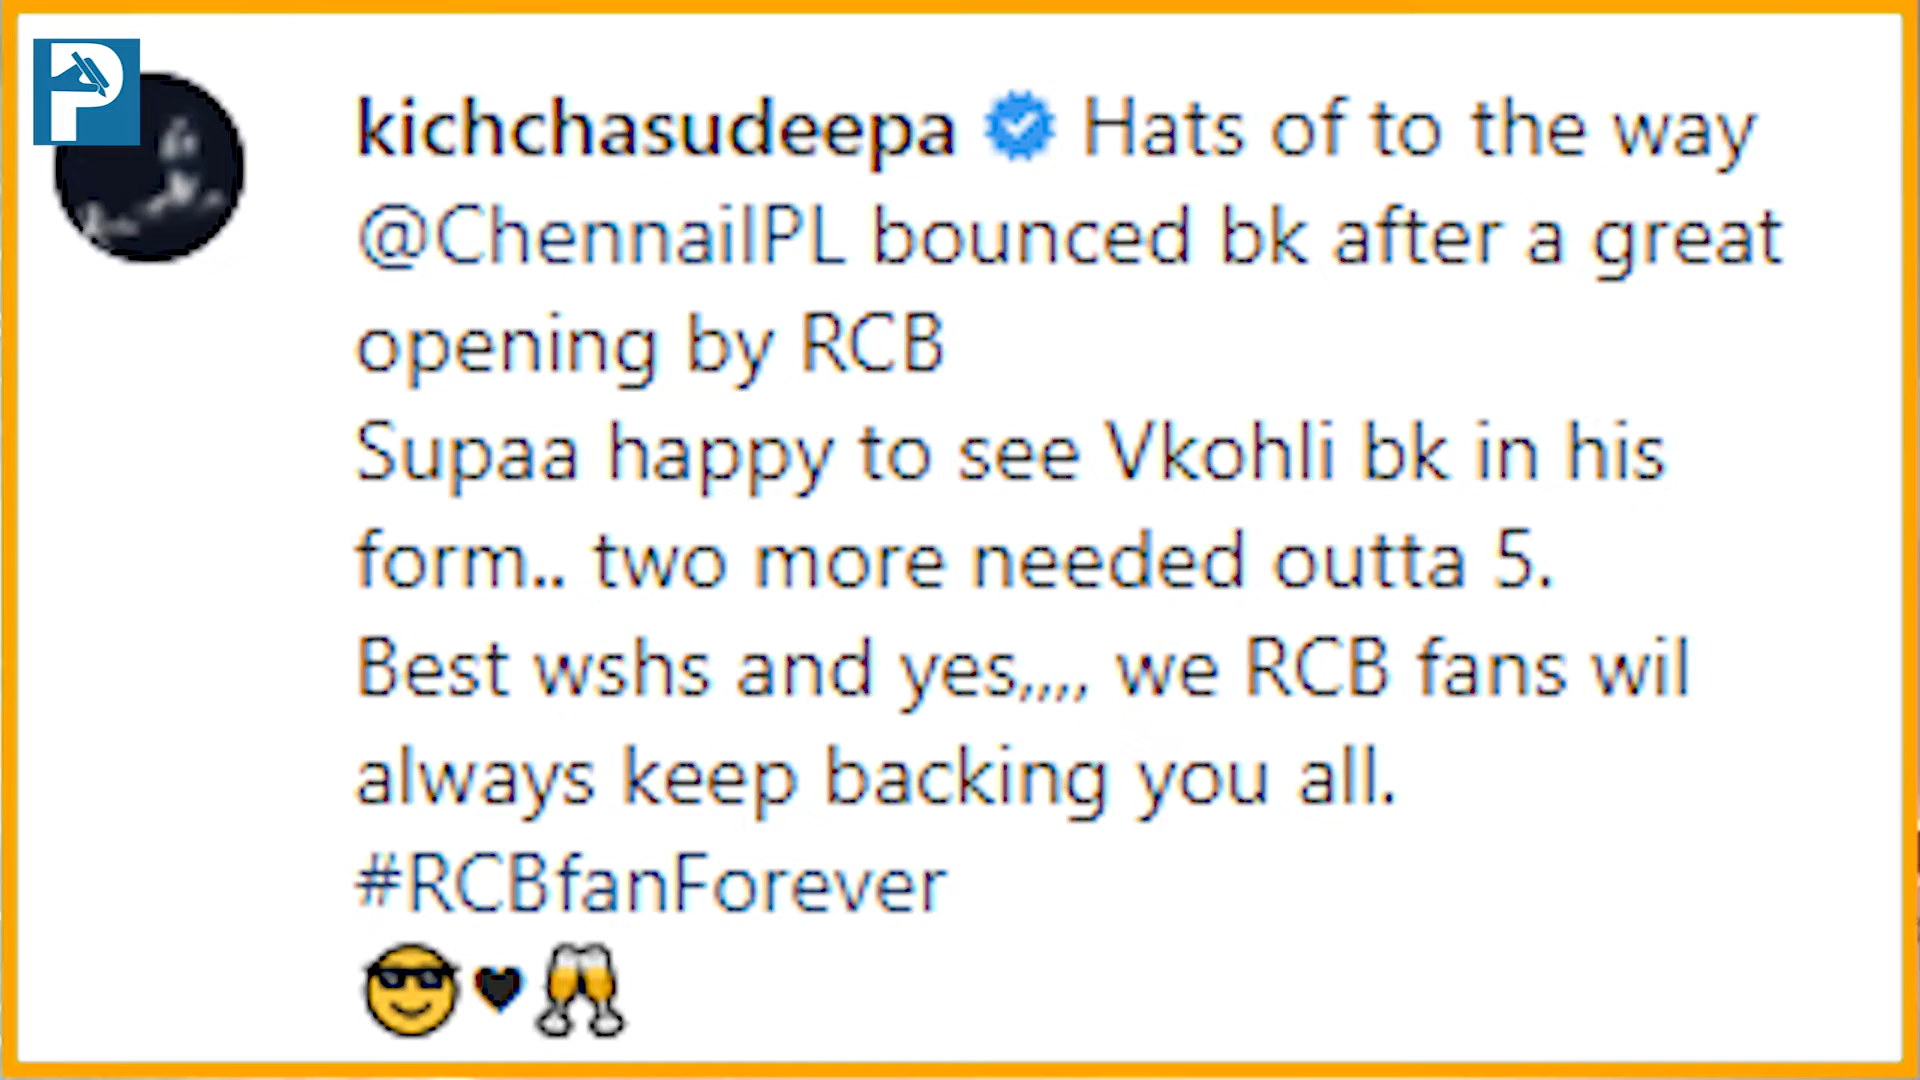 P
kichchasudeepa Hats of to the way
@ChennaiIPL bounced bk after a great
opening by RCB
Supaa happy to see Vkohli bk in his
form.. two more needed outta 5.
Best wshs and yes,,,, we RCB fans wil
always keep backing you all.
#RCBfanForever
😎🖤🥂